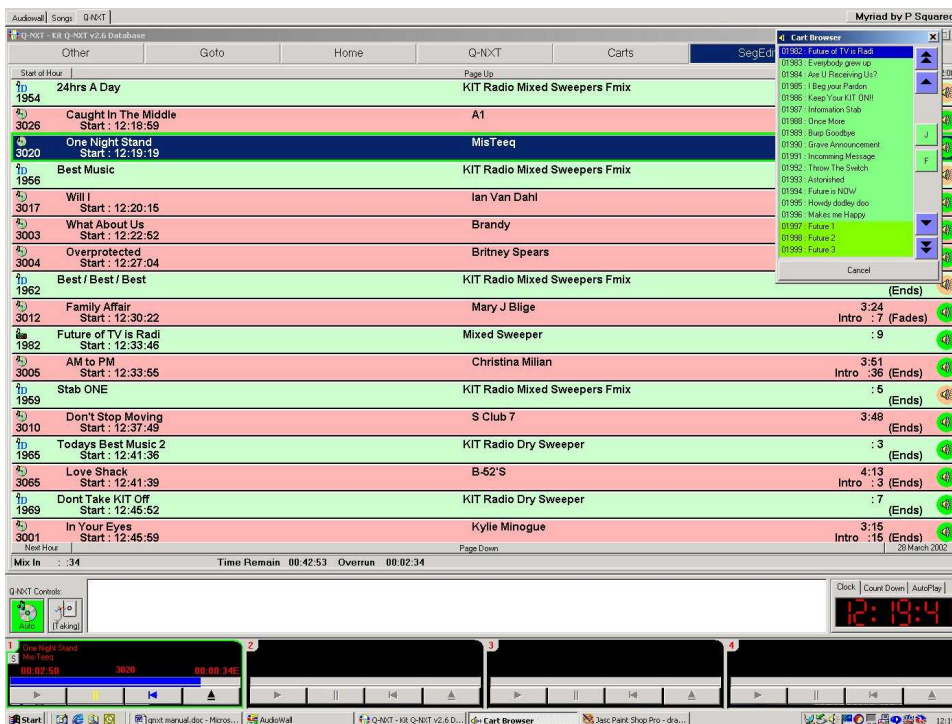 Audiowall Songs Q-NXT
Myriad by P Squared
Q-NXT - Kit Q-NXT v2.6 Database
Other Goto Home Q-NXT Carts SegEdi
Start of Hour Page Up
1954 24hrs A Day KIT Radio Mixed Sweepers Fmix
3026 Caught In The Middle A1
Start : 12:18:59
3020 One Night Stand MisTeeq
Start : 12:19:19
1956 Best Music KIT Radio Mixed Sweepers Fmix
3017 Will I Ian Van Dahl
Start : 12:20:15
3003 What About Us Brandy
Start : 12:22:52
3004 Overprotected Britney Spears
Start : 12:27:04
1962 Best / Best / Best KIT Radio Mixed Sweepers Fmix
(Ends)
3012 Family Affair Mary J Blige 3:24
Start : 12:30:22 Intro : 7 (Fades)
1982 Future of TV is Radi Mixed Sweeper : 9
Start : 12:33:46
3005 AM to PM Christina Milian 3:51
Start : 12:33:55 Intro :36 (Ends)
1959 Stab ONE KIT Radio Mixed Sweepers Fmix : 5
(Ends)
3010 Don't Stop Moving S Club 7 3:48
Start : 12:37:49 (Ends)
1965 Todays Best Music 2 KIT Radio Dry Sweeper : 3
Start : 12:41:36 (Ends)
3065 Love Shack B-52'S 4:13
Start : 12:41:39 Intro : 3 (Ends)
1969 Dont Take KIT Off KIT Radio Dry Sweeper : 7
Start : 12:45:52 (Ends)
3001 In Your Eyes Kylie Minogue 3:15
Start : 12:45:59 Intro :15 (Ends)
Next Hour Page Down 28 March 2002
Mix In : :34 Time Remain 00:42:53 Overrun 00:02:34
Cart Browser
01982 : Future of TV is Radi
01983 : Everybody grew up
01984 : Are U Receiving Us?
01985 : I Beg your Pardon
01986 : Keep Your KIT ON!!
01987 : Information Stab
01988 : Once More
01989 : Burp Goodbye
01990 : Grave Announcement
01991 : Incomming Message
01992 : Throw The Switch
01993 : Astonished
01994 : Future is NOW
01995 : Howdy dodley doo
01996 : Makes me Happy
01997 : Future 1
01998 : Future 2
01999 : Future 3
J
F
Cancel
Q-NXT Controls:
Auto (Taking)
Clock Count Down AutoPlay
12:19:4
1 One Night Stand
S Mis-Teeq
00:02:50 3020 00:00:34E
2
3
4
Start qnxt manual.doc - Micros... AudioWall Q-NXT - Kit Q-NXT v2.6 D... Cart Browser Jasc Paint Shop Pro - dra...